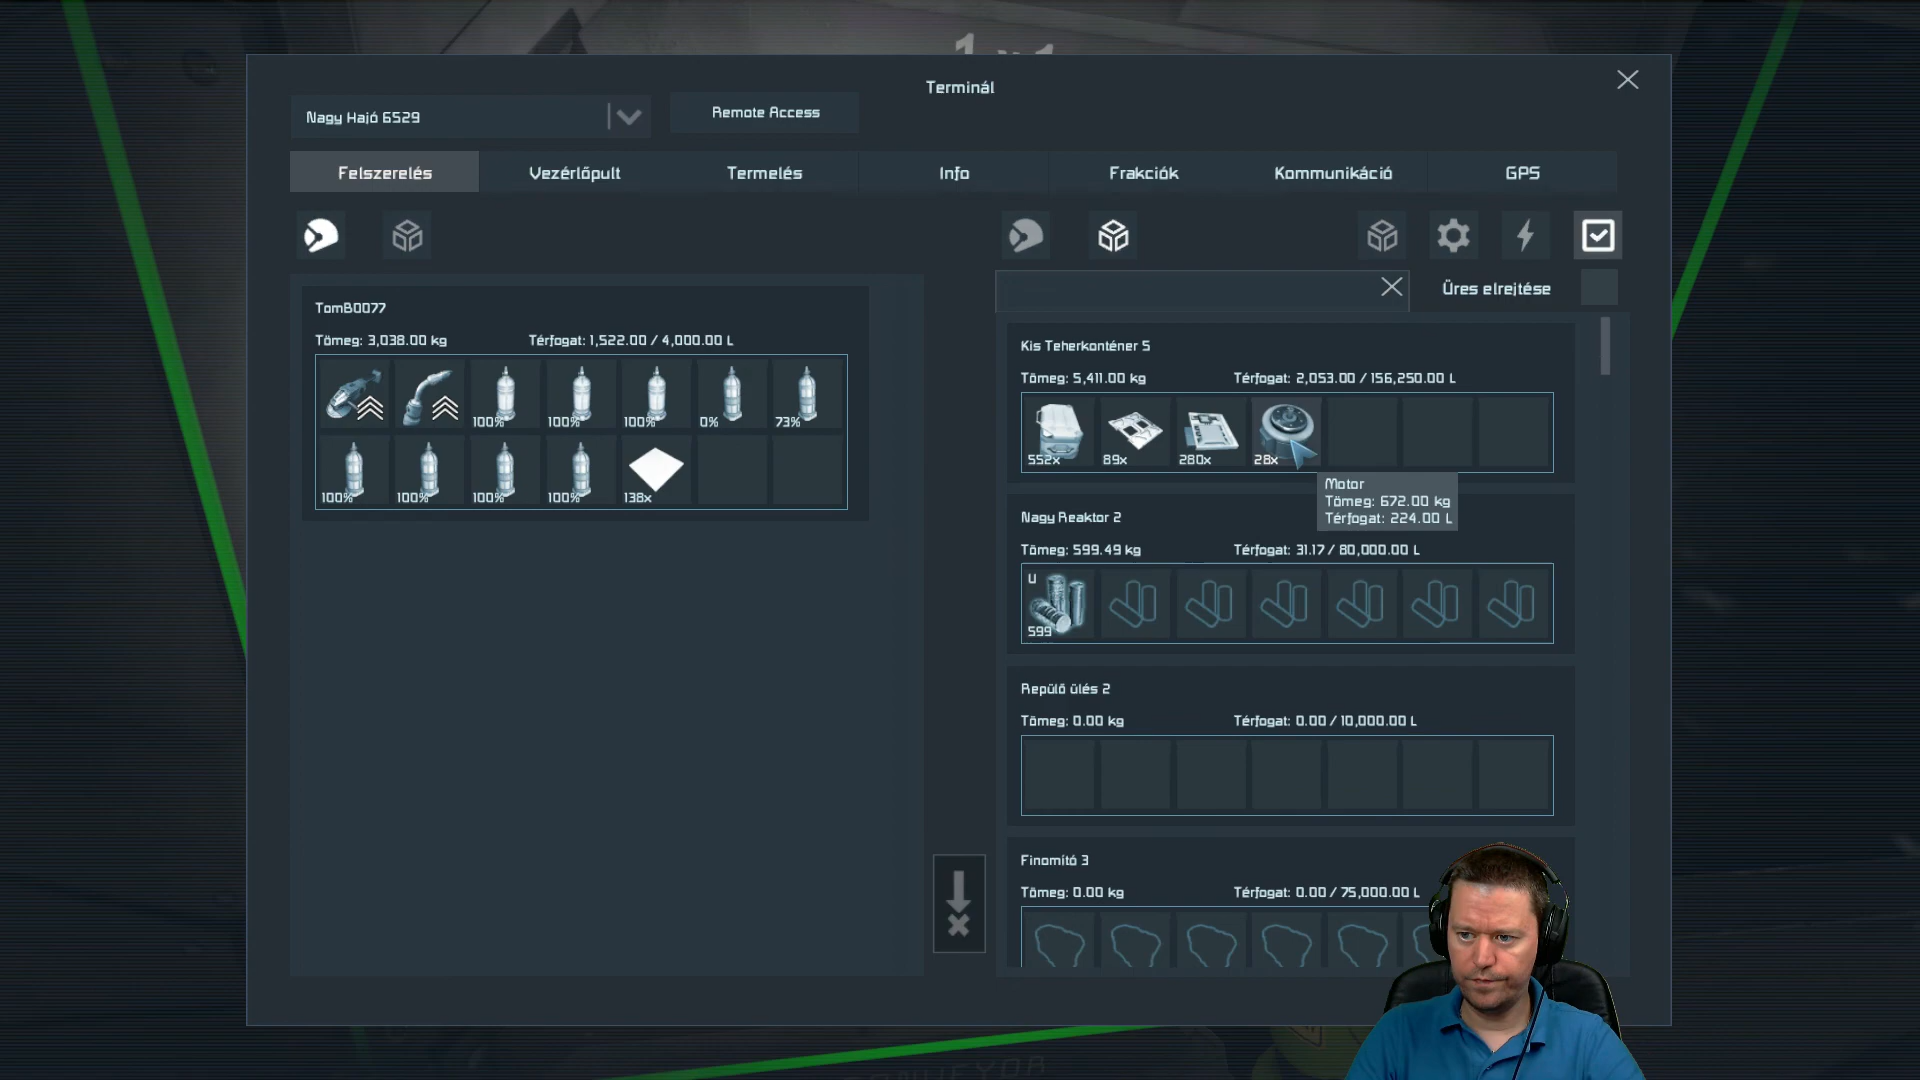 Terminál
Nagy Hajó 6529
Remote Access
Felszerelés
Vezérlőpult
Termelés
Info
Frakciók
Kommunikáció
GPS
Üres elrejtése
TomB0077
Tömeg: 3,038.00 kg
Térfogat: 1,522.00 / 4,000.00 L
100%
100%
100%
0%
73%
100%
100%
100%
100%
138x
Kis Teherkonténer 5
Tömeg: 5,411.00 kg
Térfogat: 2,053.00 / 156,250.00 L
552x
89x
280x
28x
Motor
Tömeg: 672.00 kg
Térfogat: 224.00 L
Nagy Reaktor 2
Tömeg: 599.49 kg
Térfogat: 31.17 / 80,000.00 L
U
599
Repülő ülés 2
Tömeg: 0.00 kg
Térfogat: 0.00 / 10,000.00 L
Finomító 3
Tömeg: 0.00 kg
Térfogat: 0.00 / 75,000.00 L